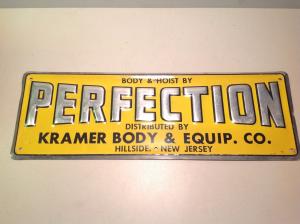 BODY & HOIST BY
PERFECTION
DISTRIBUTED BY
KRAMER BODY & EQUIP. CO.
HILLSIDE. - NEW JERSEY